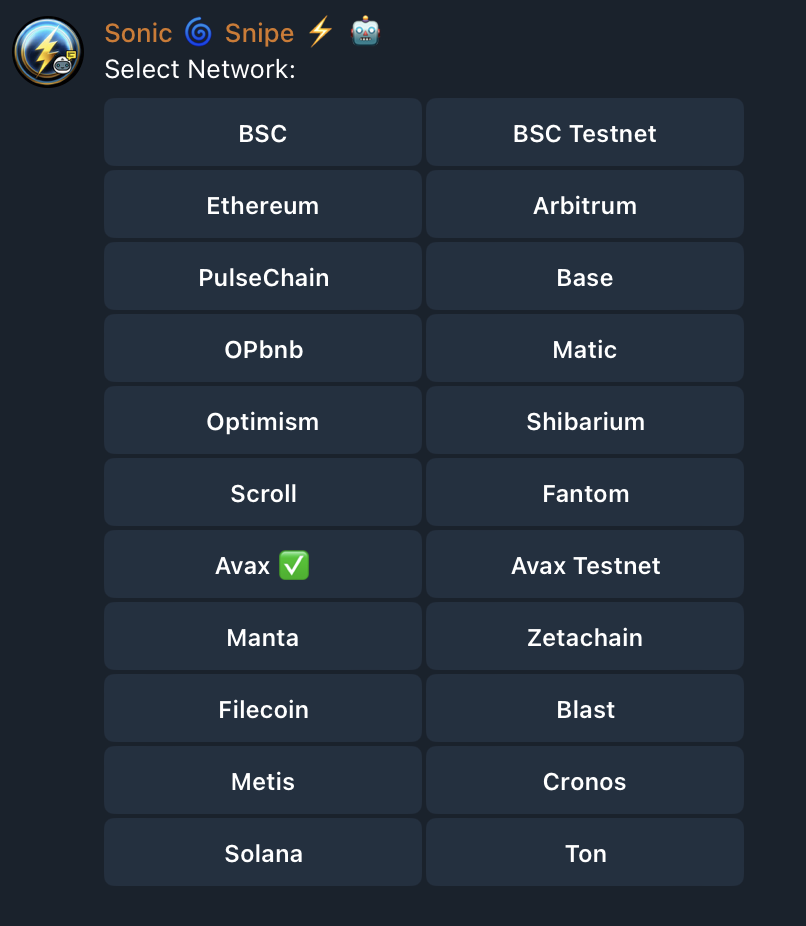 Sonic 🌀 Snipe ⚡ 🤖
Select Network:
BSC
BSC Testnet
Ethereum
Arbitrum
PulseChain
Base
OPbnb
Matic
Optimism
Shibarium
Scroll
Fantom
Avax ✅
Avax Testnet
Manta
Zetachain
Filecoin
Blast
Metis
Cronos
Solana
Ton